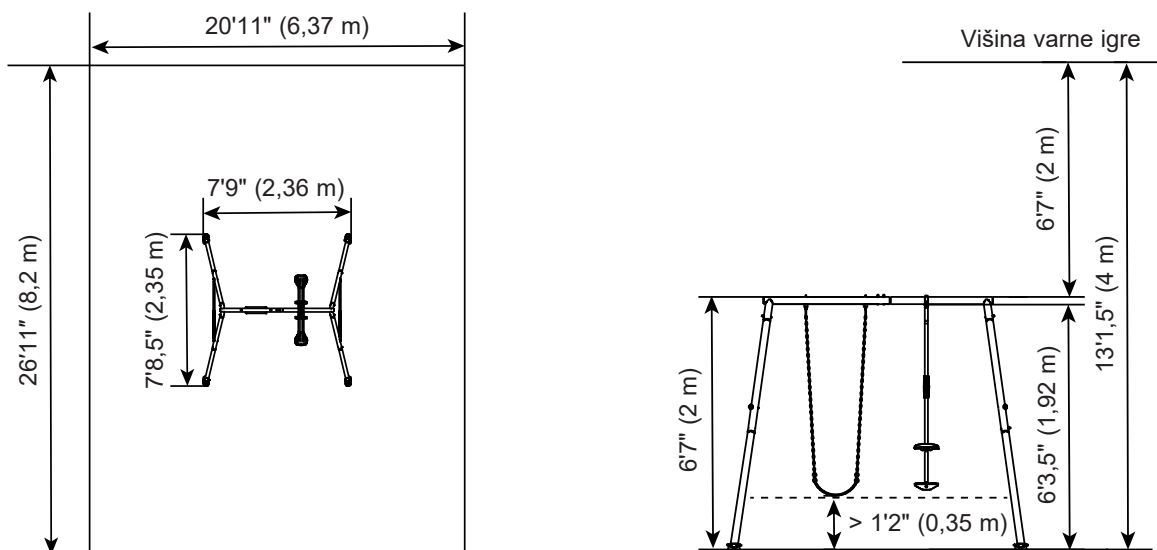 20'11" (6,37 m)
26'11" (8,2 m)
7'9" (2,36 m)
7'8,5" (2,35 m)
Višina varne igre
6'7" (2 m)
13'1,5" (4 m)
6'7" (2 m)
6'3,5" (1,92 m)
> 1'2" (0,35 m)